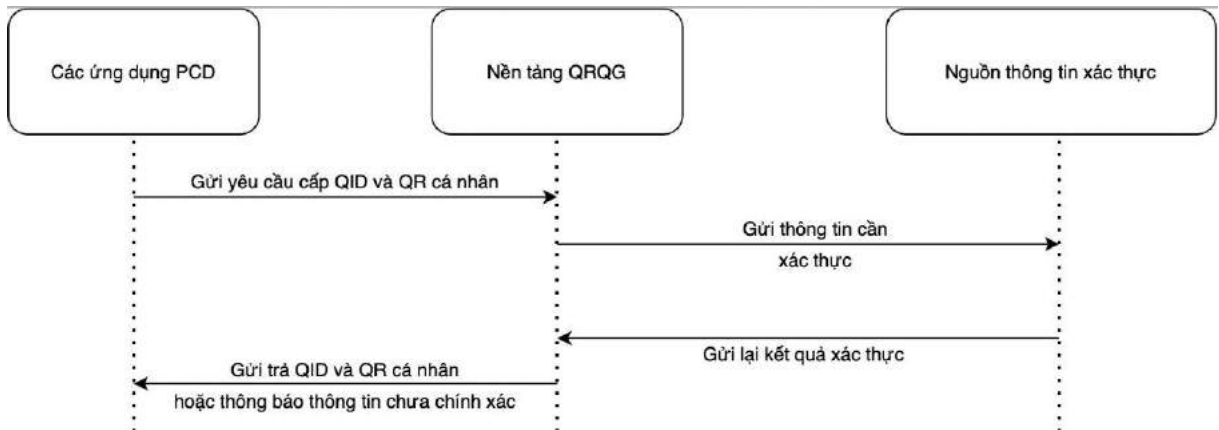 Các ứng dụng PCD
Nền tảng QRQG
Nguồn thông tin xác thực
Gửi yêu cầu cấp QID và QR cá nhân
Gửi thông tin cần
xác thực
Gửi lại kết quả xác thực
Gửi trả QID và QR cá nhân
hoặc thông báo thông tin chưa chính xác